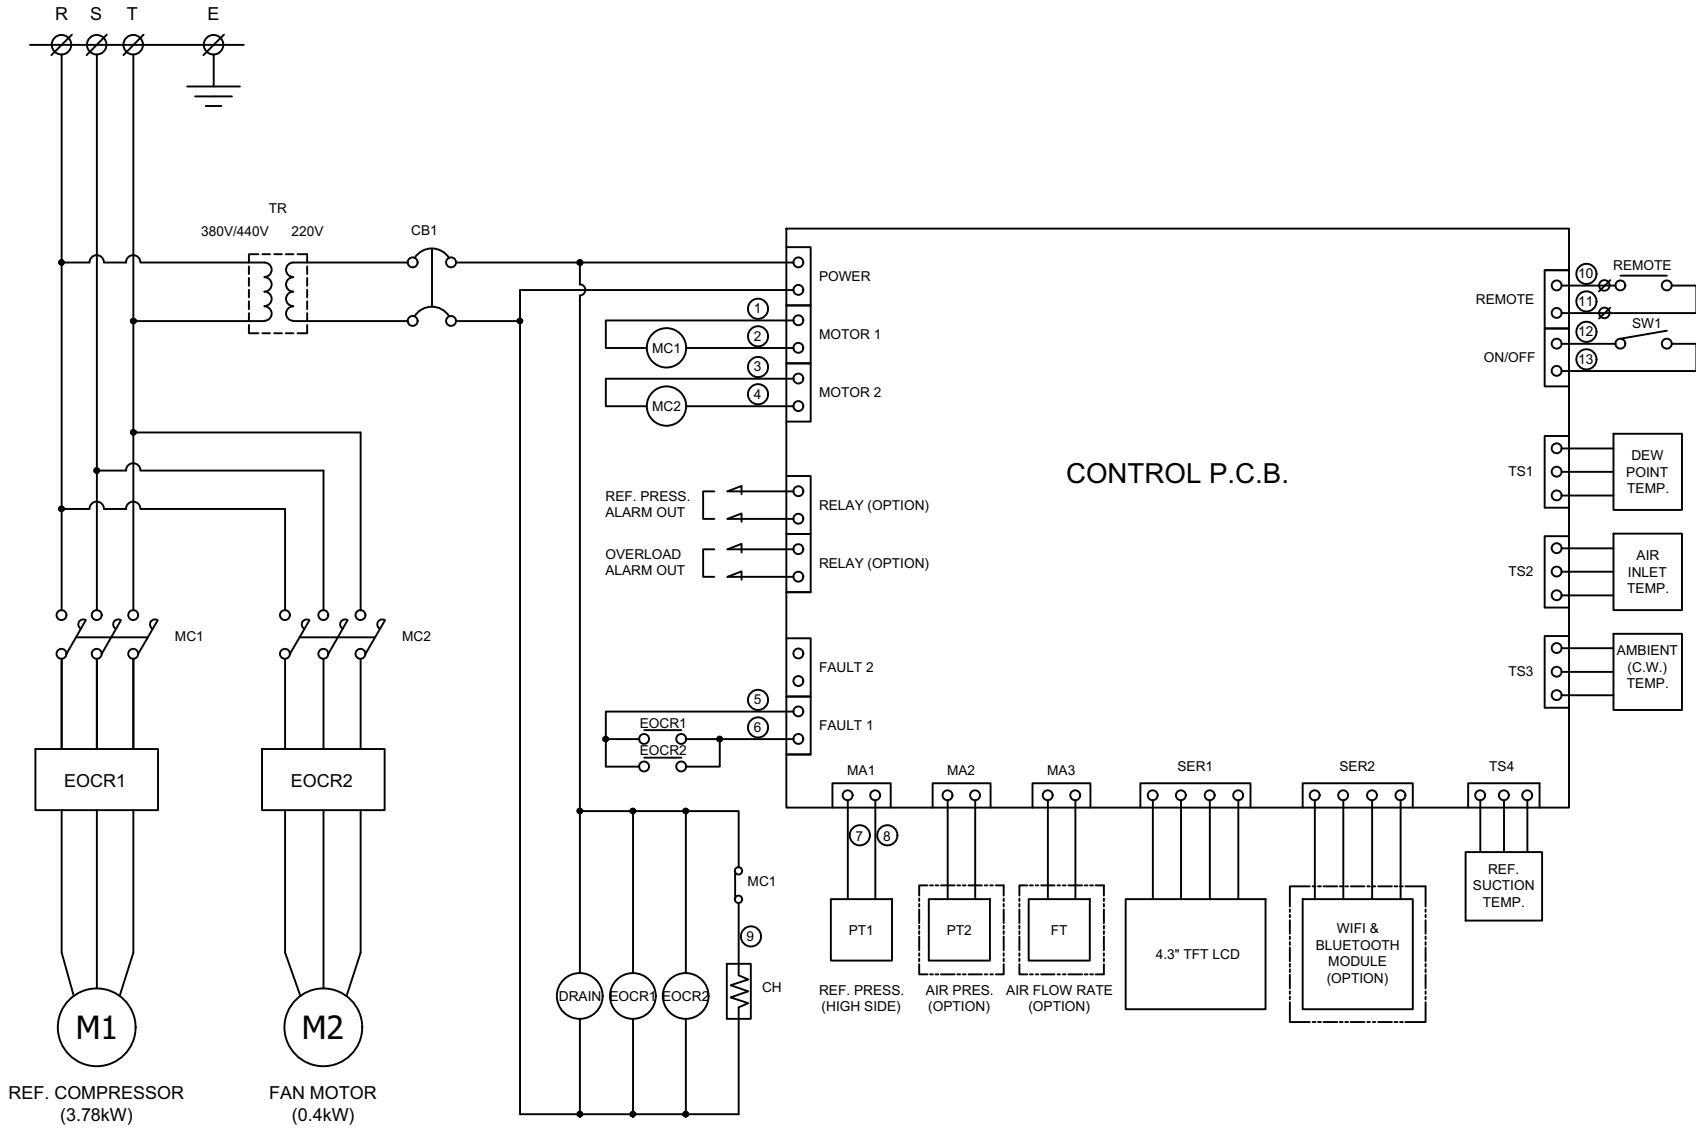 R S T E
TR
380V/440V 220V
CB1
POWER
1
2
MC1
MOTOR 1
3
4
MC2
MOTOR 2
REF. PRESS.
ALARM OUT
RELAY (OPTION)
OVERLOAD
ALARM OUT
RELAY (OPTION)
CONTROL P.C.B.
REMOTE
10
REMOTE
11
12
SW1
ON/OFF
13
TS1
DEW
POINT
TEMP.
TS2
AIR
INLET
TEMP.
TS3
AMBIENT
(C.W.)
TEMP.
MC1
MC2
FAULT 2
5
EOCR1
6
FAULT 1
EOCR2
EOCR1
EOCR2
MA1
MA2
MA3
SER1
SER2
TS4
7
8
MC1
9
CH
DRAIN
EOCR1
EOCR2
PT1
REF. PRESS.
(HIGH SIDE)
PT2
AIR PRES.
(OPTION)
FT
AIR FLOW RATE
(OPTION)
4.3" TFT LCD
WIFI &
BLUETOOTH
MODULE
(OPTION)
REF.
SUCTION
TEMP.
M1
M2
REF. COMPRESSOR
(3.78kW)
FAN MOTOR
(0.4kW)